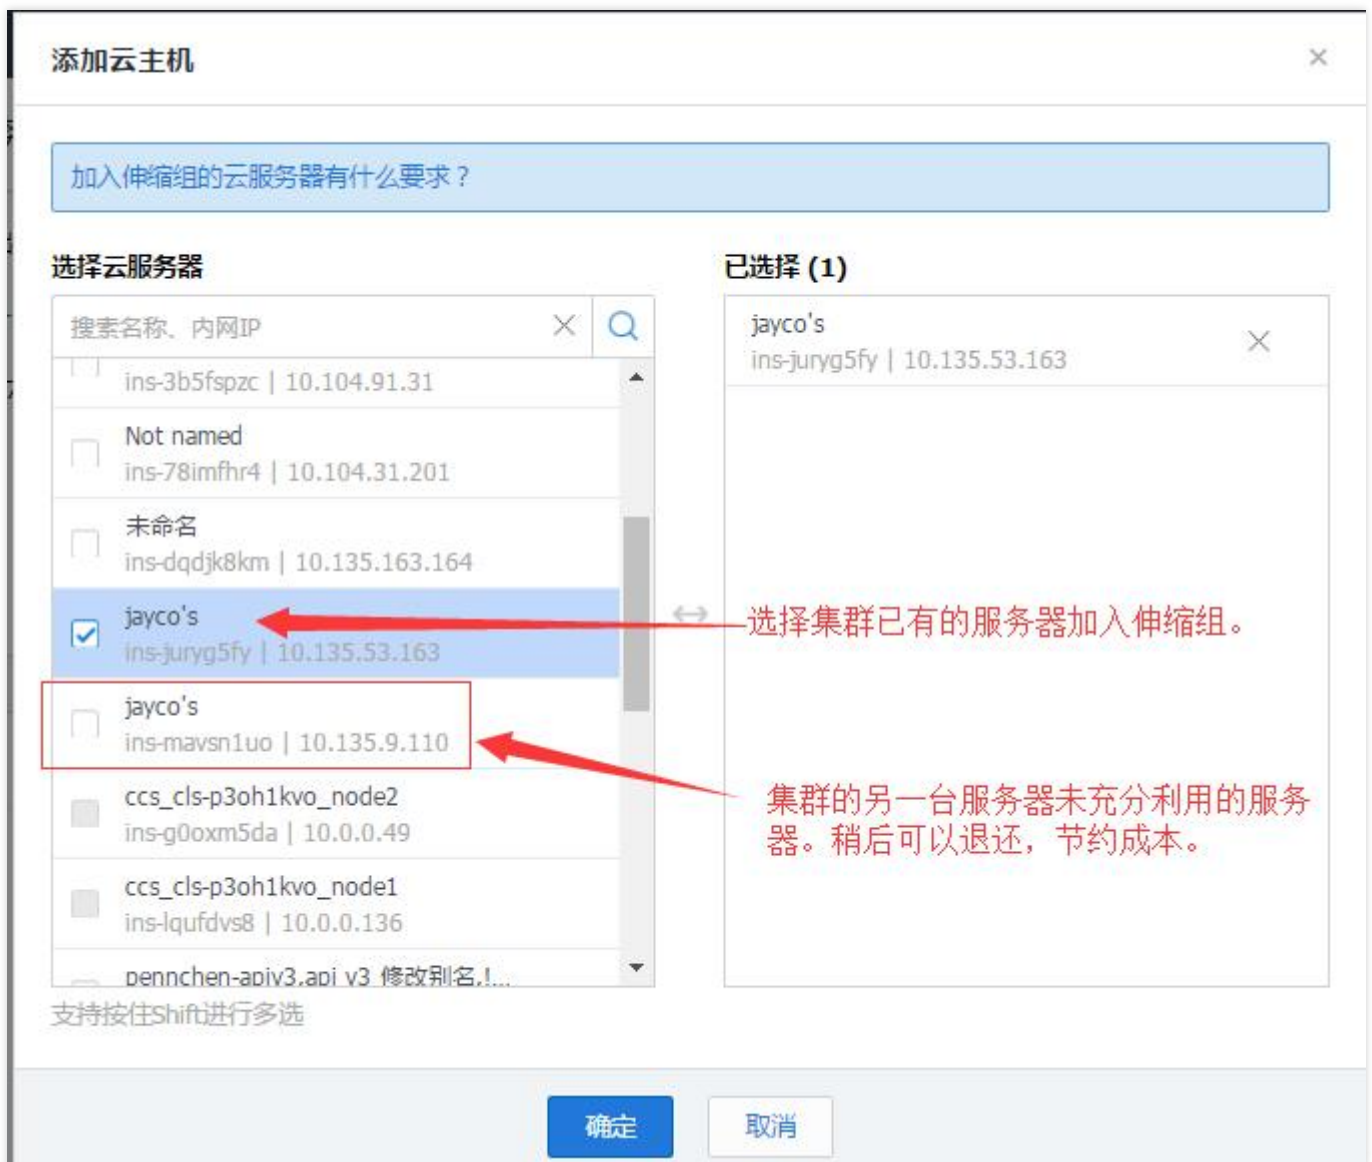 添加云主机
加入伸缩组的云服务器有什么要求？
选择云服务器
搜索名称、内网IP
ins-3b5fspzc | 10.104.91.31
Not named
ins-78imfhr4 | 10.104.31.201
未命名
ins-dqdjk8km | 10.135.163.164
jayco's
ins-juryg5fy | 10.135.53.163
jayco's
ins-mavsn1uo | 10.135.9.110
ccs_cls-p3oh1kvo_node2
ins-g0oxm5da | 10.0.0.49
ccs_cls-p3oh1kvo_node1
ins-lqufdvs8 | 10.0.0.136
pennchen-apiv3,api v3 修改别名,!...
支持按住Shift进行多选
已选择 (1)
jayco's
ins-juryg5fy | 10.135.53.163
选择集群已有的服务器加入伸缩组。
集群的另一台服务器未充分利用的服务
器。稍后可以退还，节约成本。
确定
取消